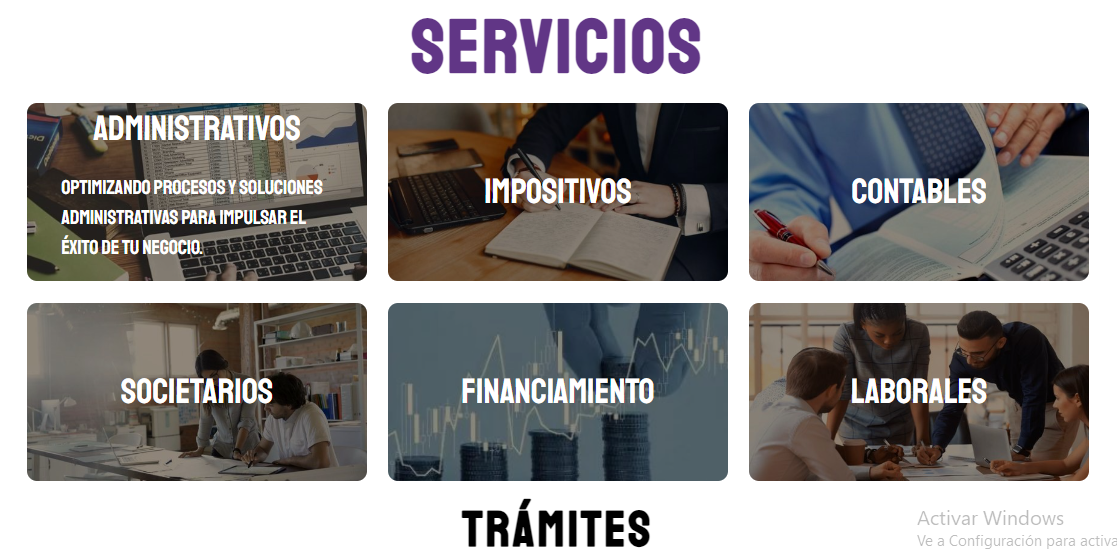 SERVICIOS
ADMINISTRATIVOS
OPTIMIZANDO PROCESOS Y SOLUCIONES
ADMINISTRATIVAS PARA IMPULSAR EL
ÉXITO DE TU NEGOCIO.
IMPOSITIVOS
CONTABLES
SOCIETARIOS
FINANCIAMIENTO
LABORALES
TRÁMITES
Activar Windows
Ve a Configuración para activa